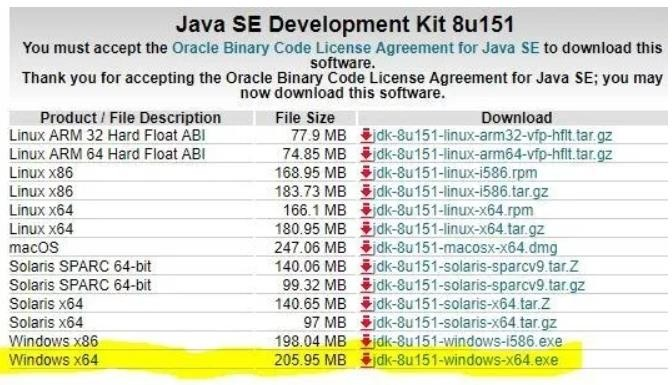 Java SE Development Kit 8u151
You must accept the Oracle Binary Code License Agreement for Java SE to download this
software.
Thank you for accepting the Oracle Binary Code License Agreement for Java SE; you may
now download this software.
Product / File Description File Size Download
Linux ARM 32 Hard Float ABI 77.9 MB jdk-8u151-linux-arm32-vfp-hflt.tar.gz
Linux ARM 64 Hard Float ABI 74.85 MB jdk-8u151-linux-arm64-vfp-hflt.tar.gz
Linux x86 168.95 MB jdk-8u151-linux-i586.rpm
Linux x86 183.73 MB jdk-8u151-linux-i586.tar.gz
Linux x64 166.1 MB jdk-8u151-linux-x64.rpm
Linux x64 180.95 MB jdk-8u151-linux-x64.tar.gz
macOS 247.06 MB jdk-8u151-macosx-x64.dmg
Solaris SPARC 64-bit 140.06 MB jdk-8u151-solaris-sparcv9.tar.Z
Solaris SPARC 64-bit 99.32 MB jdk-8u151-solaris-sparcv9.tar.gz
Solaris x64 140.65 MB jdk-8u151-solaris-x64.tar.Z
Solaris x64 97 MB jdk-8u151-solaris-x64.tar.gz
Windows x86 198.04 MB jdk-8u151-windows-i586.exe
Windows x64 205.95 MB jdk-8u151-windows-x64.exe